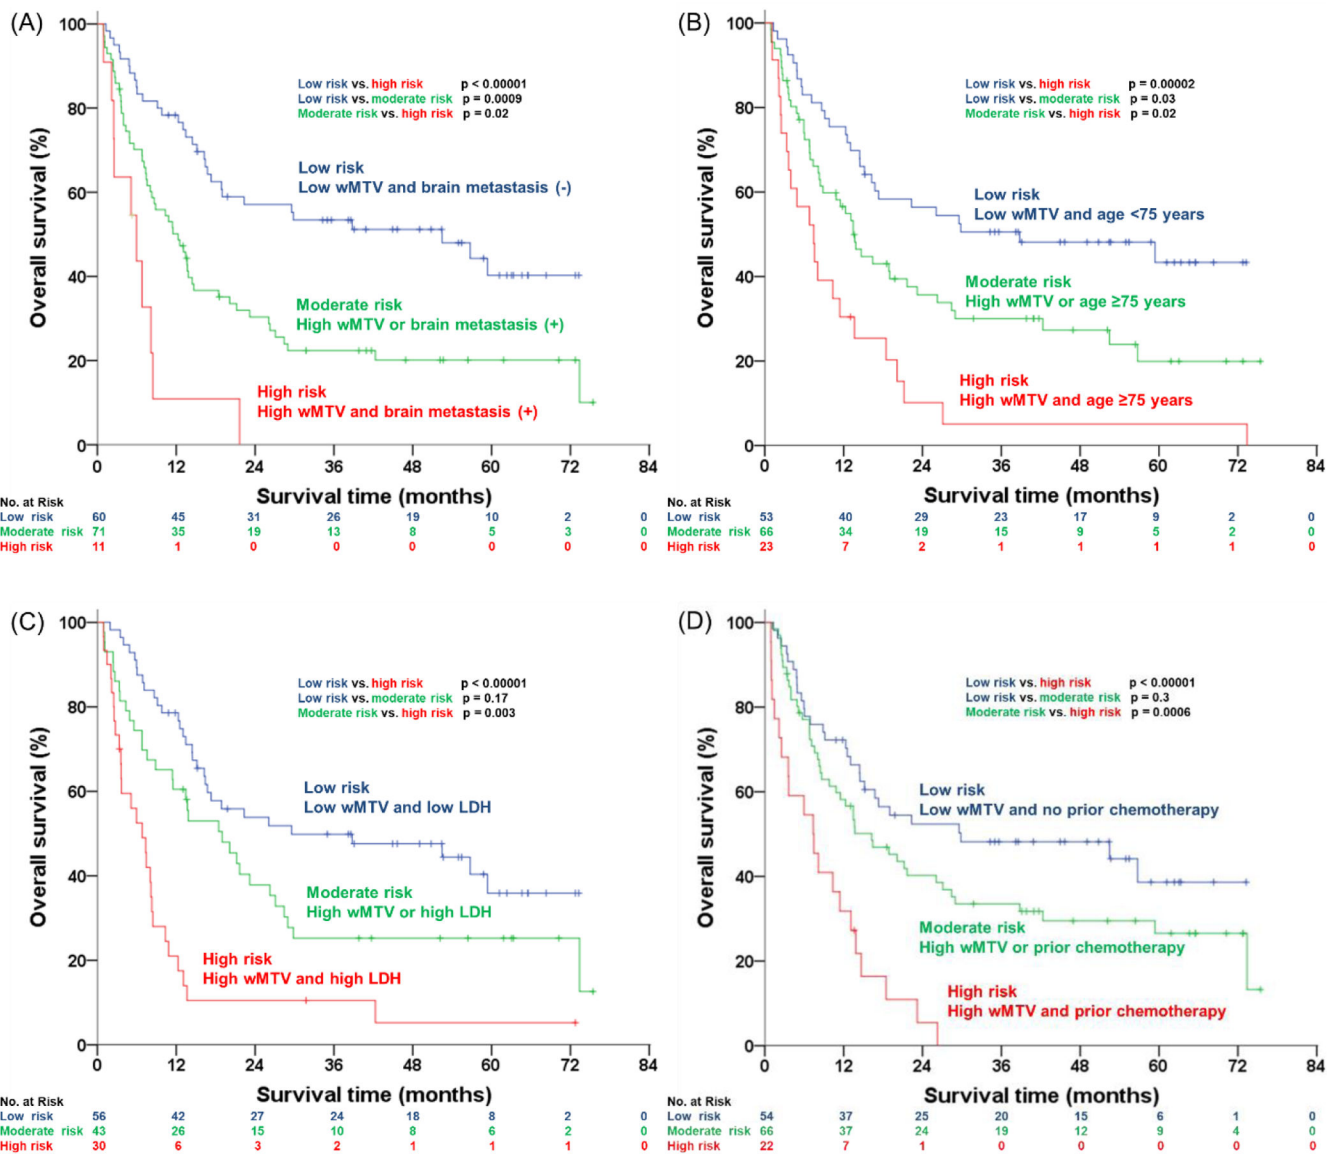 (A)
100
80
60
40
20
0
Overall survival (%)
Low risk vs. high risk p < 0.00001
Low risk vs. moderate risk p = 0.0009
Moderate risk vs. high risk p = 0.02
Low risk
Low wMTV and brain metastasis (-)
Moderate risk
High wMTV or brain metastasis (+)
High risk
High wMTV and brain metastasis (+)
0 12 24 36 48 60 72 84
Survival time (months)
No. at Risk
Low risk 60 45 31 26 19 10 2 0
Moderate risk 71 35 19 13 8 5 3 0
High risk 11 1 0 0 0 0 0 0
(B)
100
80
60
40
20
0
Overall survival (%)
Low risk vs. high risk p = 0.00002
Low risk vs. moderate risk p = 0.03
Moderate risk vs. high risk p = 0.02
Low risk
Low wMTV and age <75 years
Moderate risk
High wMTV or age ≥75 years
High risk
High wMTV and age ≥75 years
0 12 24 36 48 60 72 84
Survival time (months)
No. at Risk
Low risk 53 40 29 23 17 9 2 0
Moderate risk 66 34 19 15 9 5 2 0
High risk 23 7 2 1 1 1 1 0
(C)
100
80
60
40
20
0
Overall survival (%)
Low risk vs. high risk p < 0.00001
Low risk vs. moderate risk p = 0.17
Moderate risk vs. high risk p = 0.003
Low risk
Low wMTV and low LDH
Moderate risk
High wMTV or high LDH
High risk
High wMTV and high LDH
0 12 24 36 48 60 72 84
Survival time (months)
No. at Risk
Low risk 56 42 27 24 18 8 2 0
Moderate risk 43 26 15 10 8 6 2 0
High risk 30 6 3 2 1 1 1 0
(D)
100
80
60
40
20
0
Overall survival (%)
Low risk vs. high risk p < 0.00001
Low risk vs. moderate risk p = 0.3
Moderate risk vs. high risk p = 0.0006
Low risk
Low wMTV and no prior chemotherapy
Moderate risk
High wMTV or prior chemotherapy
High risk
High wMTV and prior chemotherapy
0 12 24 36 48 60 72 84
Survival time (months)
No. at Risk
Low risk 54 37 25 20 15 6 1 0
Moderate risk 66 37 24 19 12 9 4 0
High risk 22 7 1 0 0 0 0 0